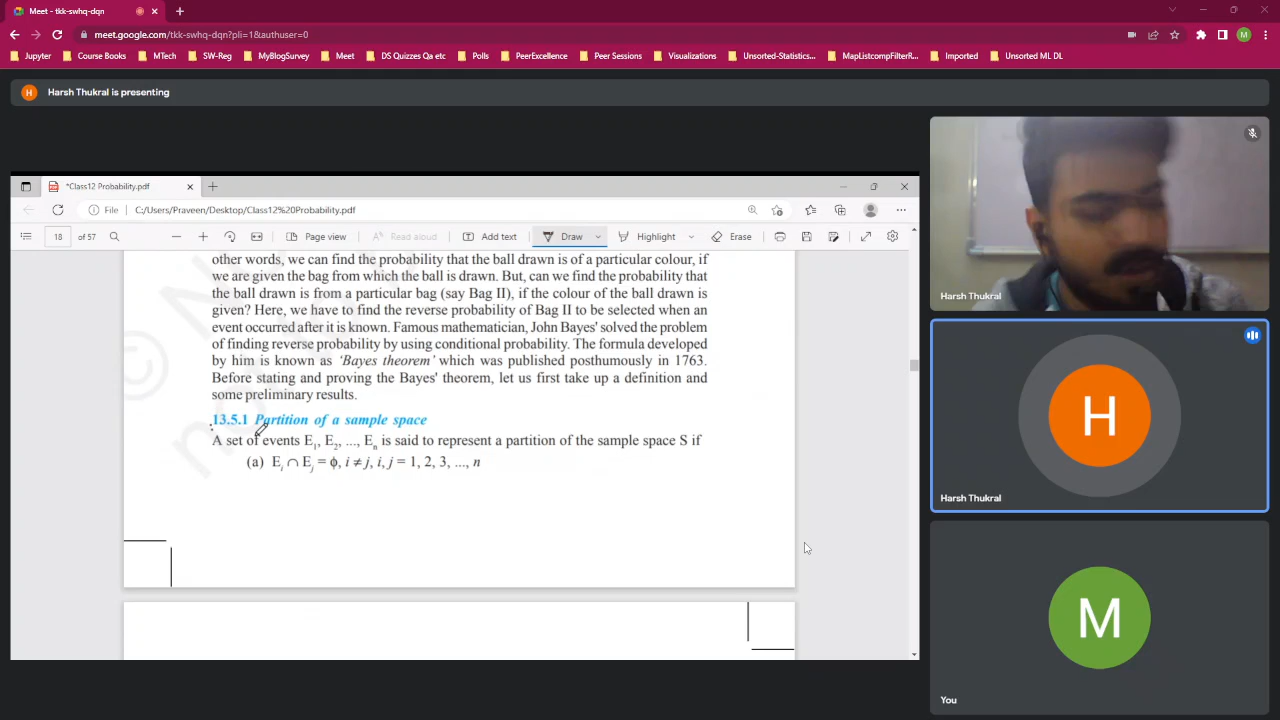 Meet - tkk-swhq-dqn
meet.google.com/tkk-swhq-dqn?pli=1&authuser=0
Jupyter Course Books MTech SW-Reg MyBlogSurvey Meet DS Quizzes Qa etc Polls PeerExcellence Peer Sessions Visualizations Unsorted-Statistics... MapListcompFilterR... Imported Unsorted ML DL
M
H Harsh Thukral is presenting
*Class12 Probability.pdf
File C:/Users/Praveen/Desktop/Class12%20Probability.pdf
18 of 57 Page view Read aloud Add text Draw Highlight Erase
other words, we can find the probability that the ball drawn is of a particular colour, if
we are given the bag from which the ball is drawn. But, can we find the probability that
the ball drawn is from a particular bag (say Bag II), if the colour of the ball drawn is
given? Here, we have to find the reverse probability of Bag II to be selected when an
event occurred after it is known. Famous mathematician, John Bayes' solved the problem
of finding reverse probability by using conditional probability. The formula developed
by him is known as ‘Bayes theorem’ which was published posthumously in 1763.
Before stating and proving the Bayes' theorem, let us first take up a definition and
some preliminary results.
13.5.1 Partition of a sample space
A set of events E₁, E₂, ..., Eₙ is said to represent a partition of the sample space S if
(a) Eᵢ ∩ Eⱼ = ϕ, i ≠ j, i, j = 1, 2, 3, ..., n
Harsh Thukral
H
Harsh Thukral
M
You